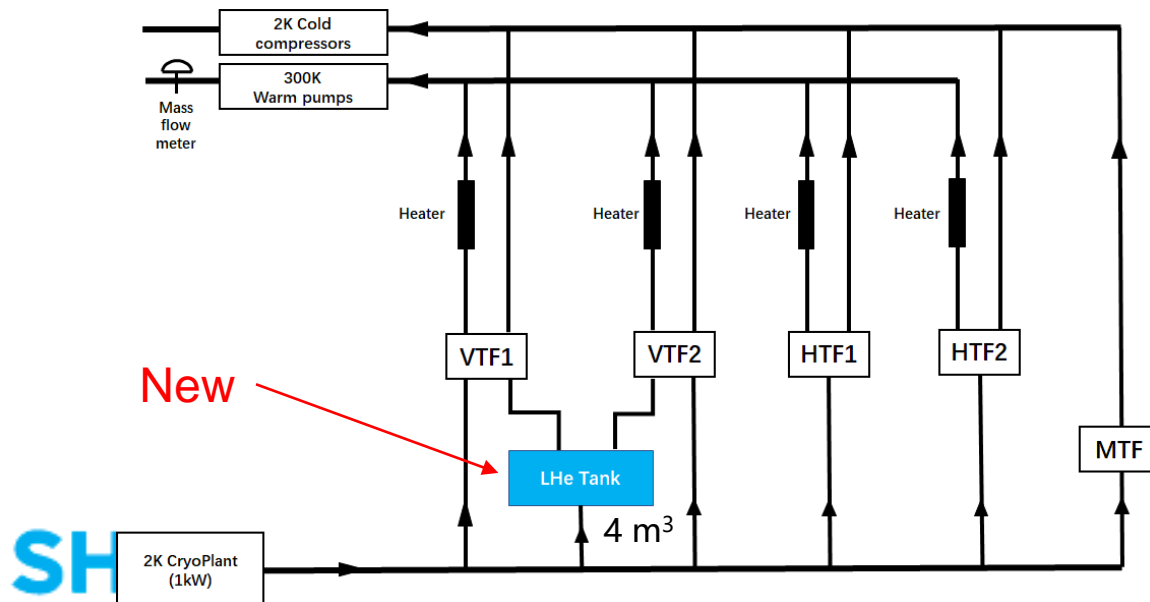 2K Cold
compressors
300K
Warm pumps
Mass
flow
meter
Heater
Heater
Heater
Heater
VTF1
VTF2
HTF1
HTF2
New
MTF
LHe Tank
4 m³
SH
2K CryoPlant
(1kW)